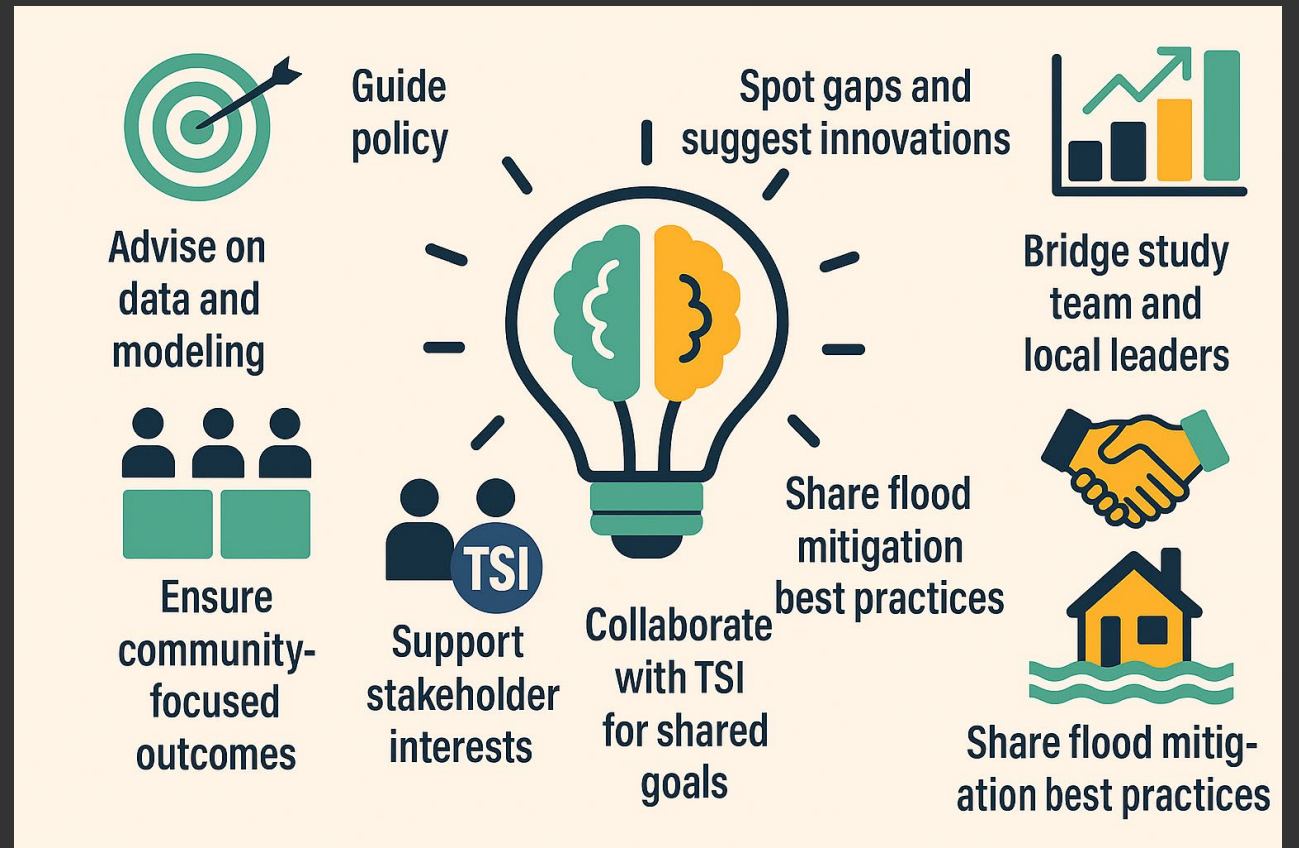 Guide
policy
Spot gaps and
suggest innovations
Advise on
data and
modeling
Bridge study
team and
local leaders
TSI
Share flood
mitigation
best practices
Ensure
community-
focused
outcomes
Support
stakeholder
interests
Collaborate
with TSI
for shared
goals
Share flood mitig-
ation best practices